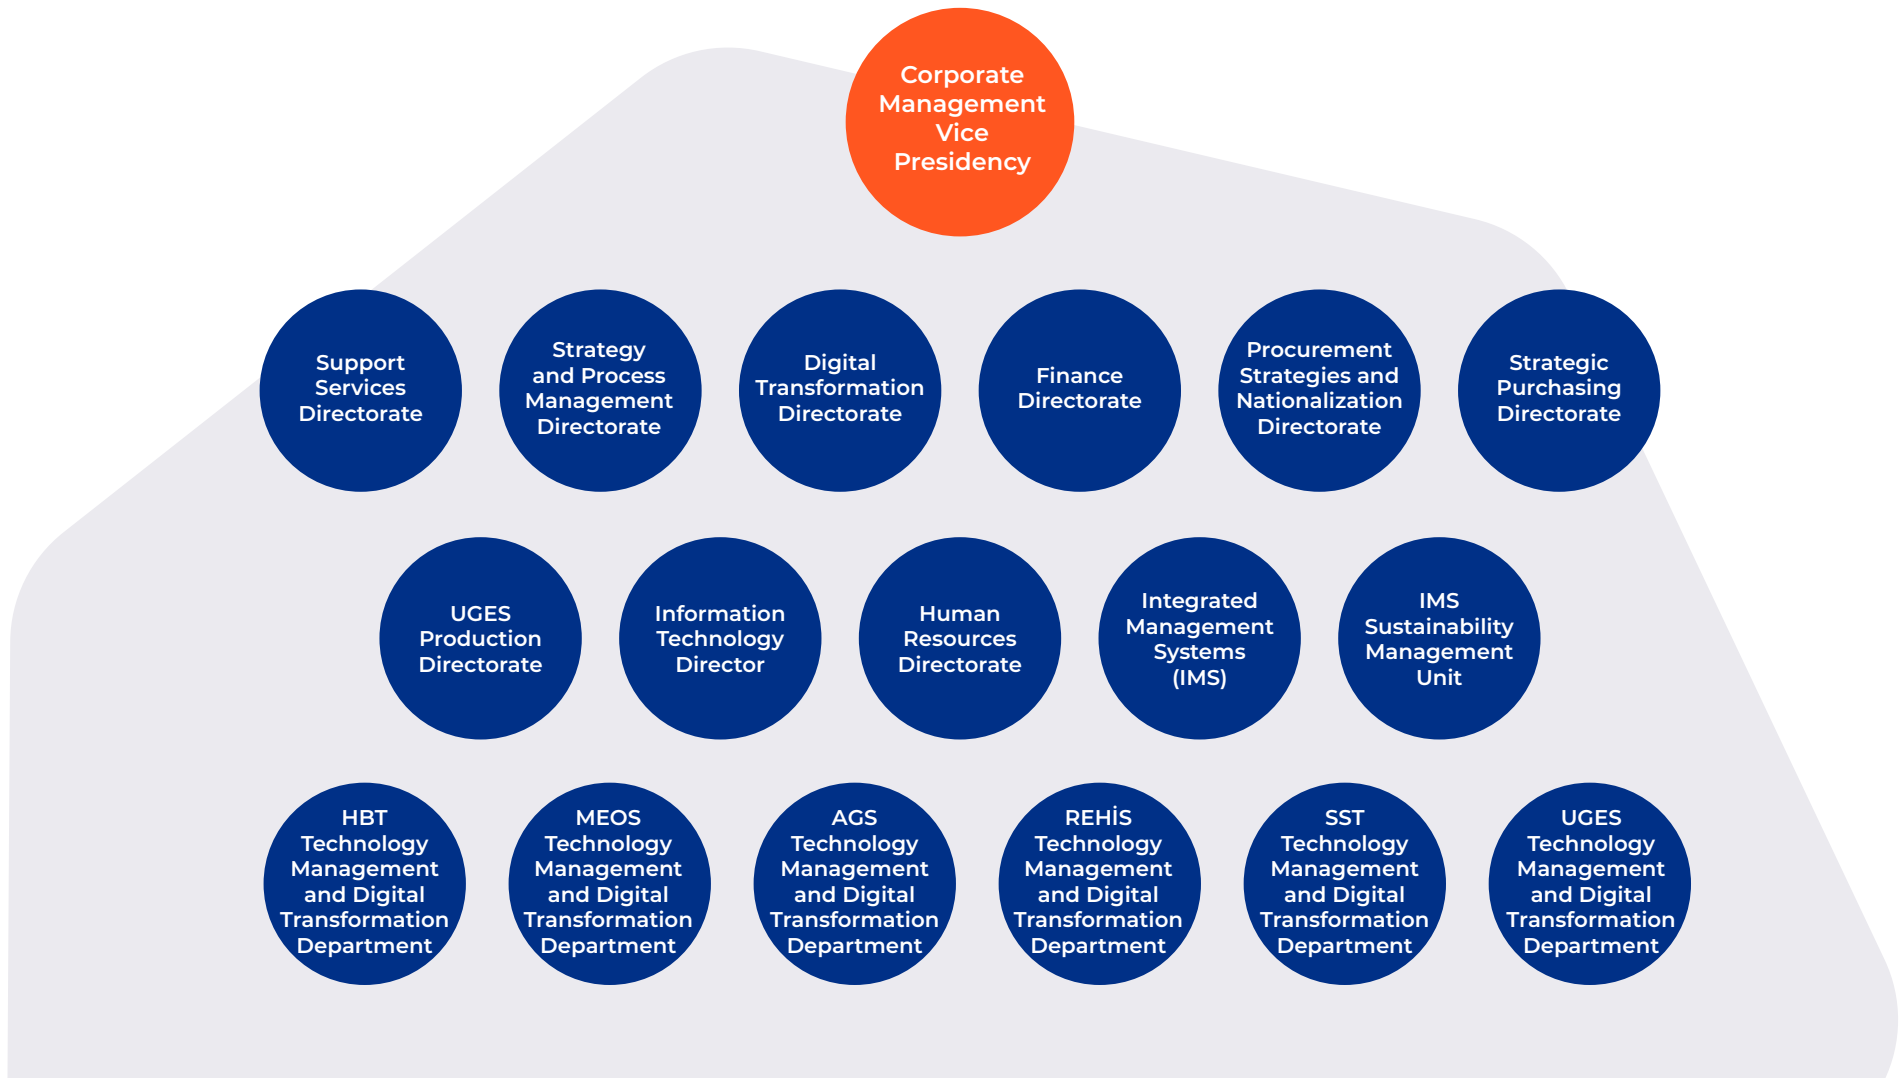 Corporate
Management
Vice
Presidency
Support
Services
Directorate
Strategy
and Process
Management
Directorate
Digital
Transformation
Directorate
Finance
Directorate
Procurement
Strategies and
Nationalization
Directorate
Strategic
Purchasing
Directorate
UGES
Production
Directorate
Information
Technology
Director
Human
Resources
Directorate
Integrated
Management
Systems
(IMS)
IMS
Sustainability
Management
Unit
HBT
Technology
Management
and Digital
Transformation
Department
MEOS
Technology
Management
and Digital
Transformation
Department
AGS
Technology
Management
and Digital
Transformation
Department
REHİS
Technology
Management
and Digital
Transformation
Department
SST
Technology
Management
and Digital
Transformation
Department
UGES
Technology
Management
and Digital
Transformation
Department